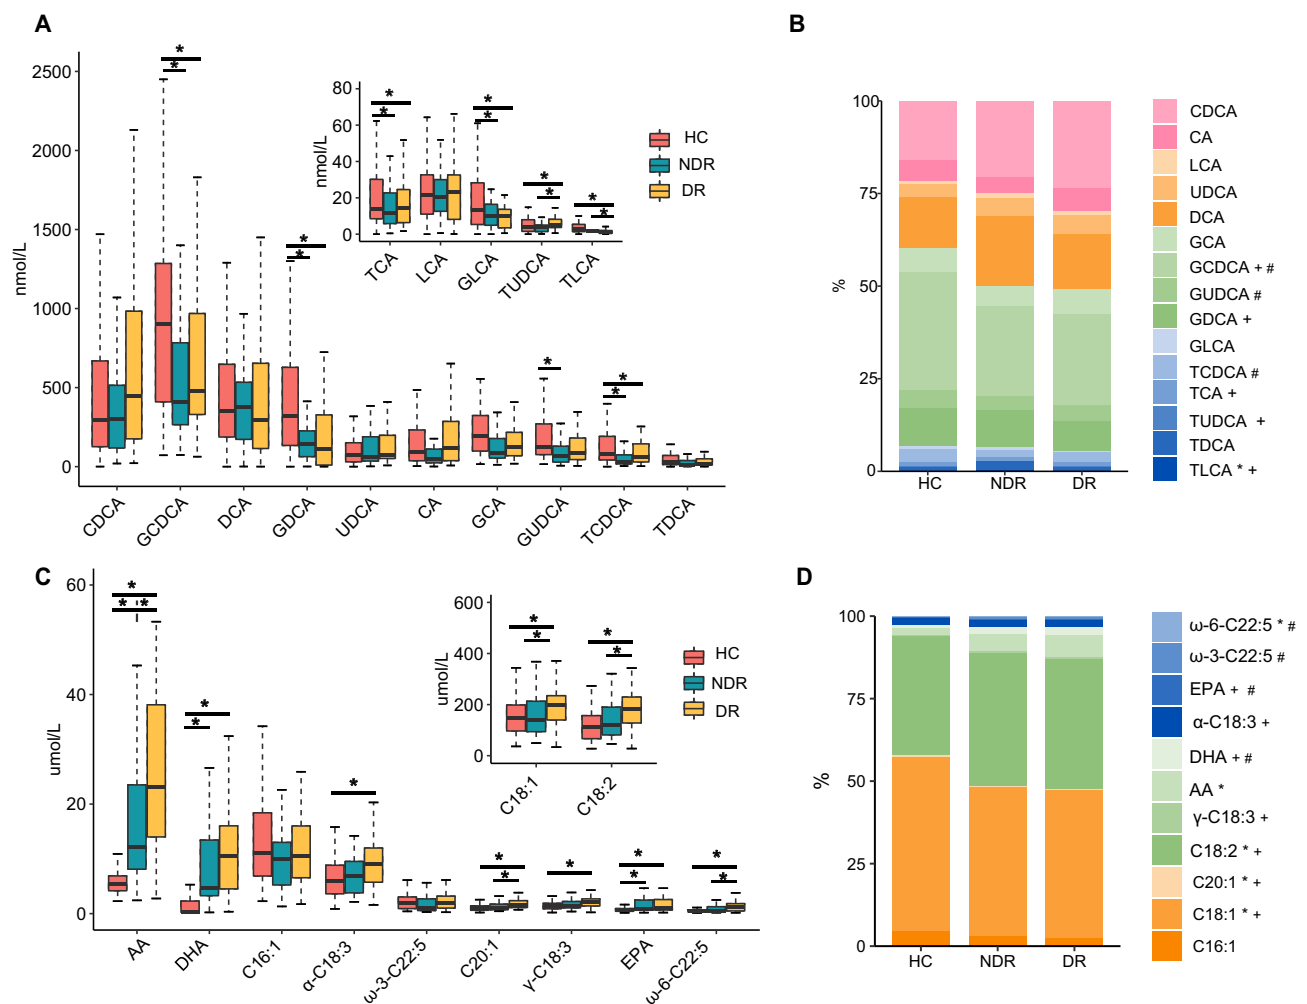 A
2500
2000
1500
1000
500
0
nmol/L
*
*
*
*
*
*
*
CDCA
GCDCA
DCA
GDCA
UDCA
CA
GCA
GUDCA
TCDCA
TDCA
80
60
40
20
0
nmol/L
*
*
*
*
*
*
*
*
TCA
LCA
GLCA
TUDCA
TLCA
HC
NDR
DR
B
100
75
50
25
0
%
HC
NDR
DR
CDCA
CA
LCA
UDCA
DCA
GCA
GCDCA + #
GUDCA #
GDCA +
GLCA
TCDCA #
TCA +
TUDCA +
TDCA
TLCA * +
C
60
40
20
0
umol/L
*
* *
*
*
*
*
*
*
*
*
*
*
AA
DHA
C16:1
α-C18:3
ω-3-C22:5
C20:1
γ-C18:3
EPA
ω-6-C22:5
600
400
200
0
umol/L
*
*
*
*
C18:1
C18:2
HC
NDR
DR
D
100
75
50
25
0
%
HC
NDR
DR
ω-6-C22:5 * #
ω-3-C22:5 #
EPA + #
α-C18:3 +
DHA + #
AA *
γ-C18:3 +
C18:2 * +
C20:1 * +
C18:1 * +
C16:1